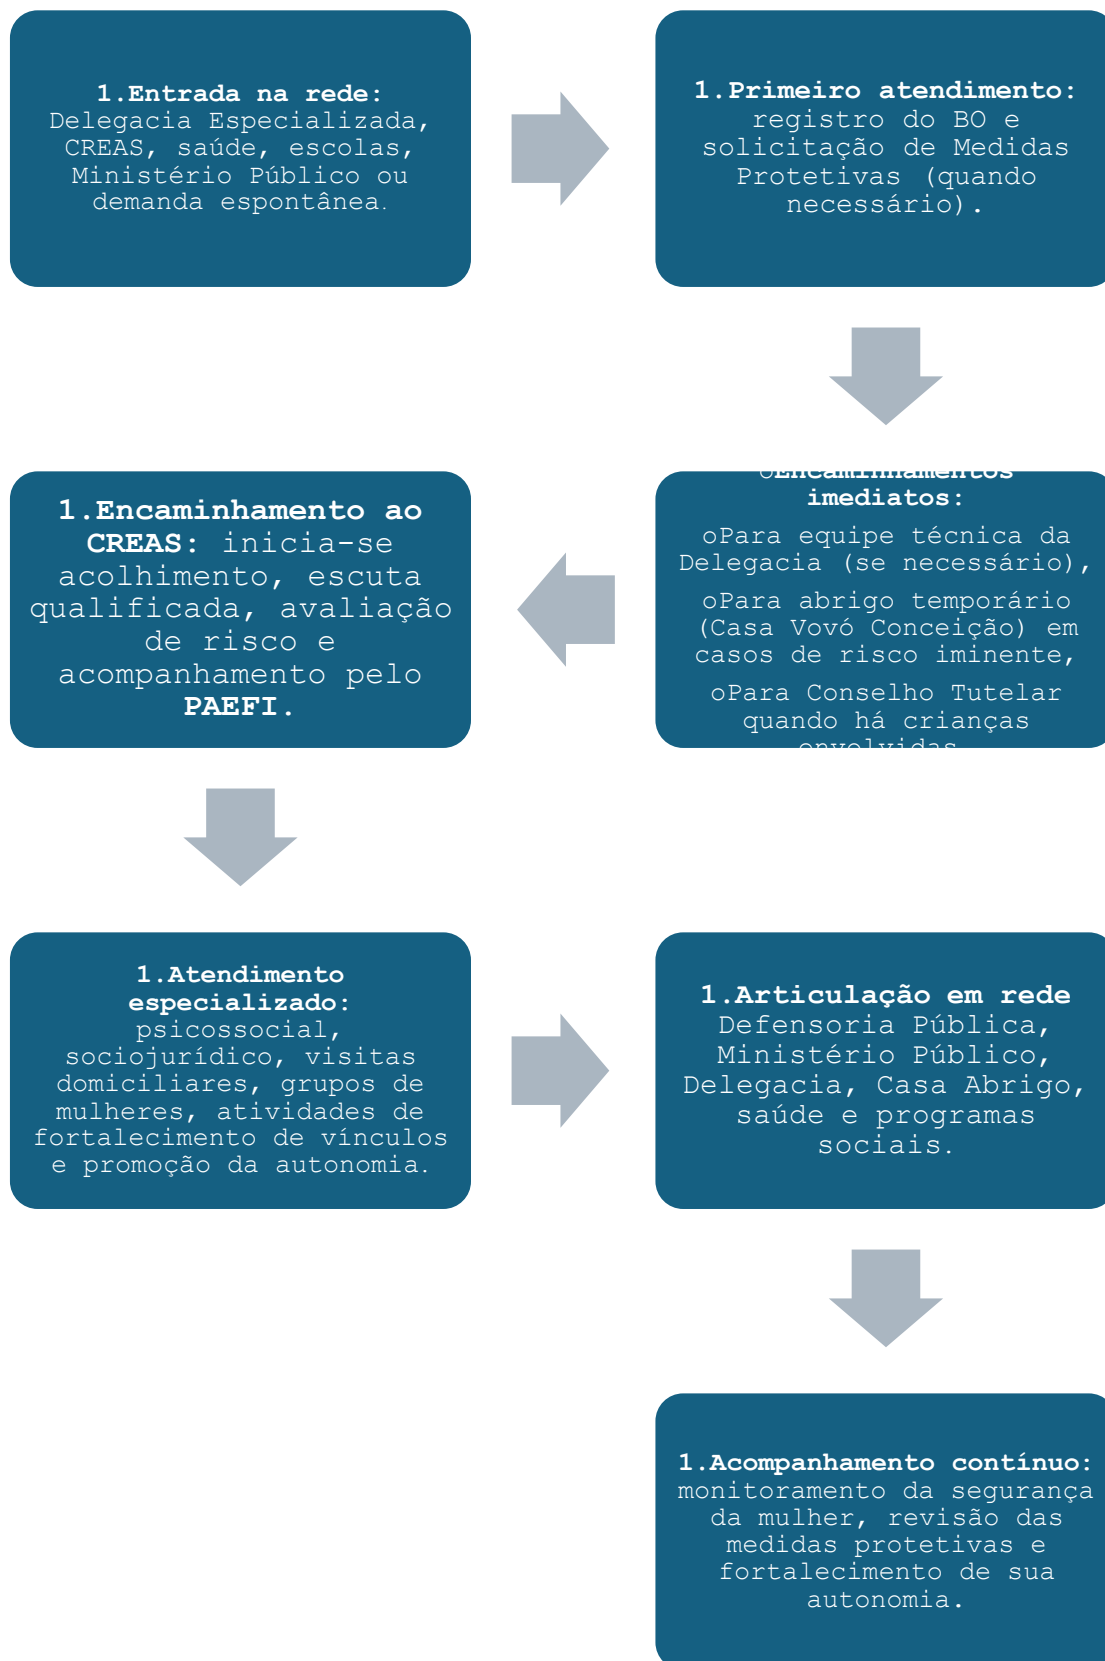 1.Entrada na rede:
Delegacia Especializada,
CREAS, saúde, escolas,
Ministério Público ou
demanda espontânea.
1.Primeiro atendimento:
registro do BO e
solicitação de Medidas
Protetivas (quando
necessário).
oEncaminhamentos
imediatos:
oPara equipe técnica da
Delegacia (se necessário),
oPara abrigo temporário
(Casa Vovó Conceição) em
casos de risco iminente,
oPara Conselho Tutelar
quando há crianças
envolvidas
1.Encaminhamento ao
CREAS: inicia-se
acolhimento, escuta
qualificada, avaliação
de risco e
acompanhamento pelo
PAEFI.
1.Atendimento
especializado:
psicossocial,
sociojurídico, visitas
domiciliares, grupos de
mulheres, atividades de
fortalecimento de vínculos
e promoção da autonomia.
1.Articulação em rede
Defensoria Pública,
Ministério Público,
Delegacia, Casa Abrigo,
saúde e programas
sociais.
1.Acompanhamento contínuo:
monitoramento da segurança
da mulher, revisão das
medidas protetivas e
fortalecimento de sua
autonomia.